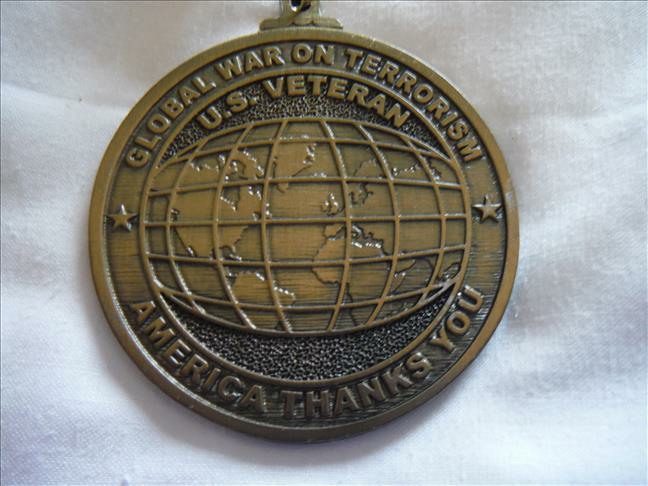 GLOBAL WAR ON TERRORISM
U.S. VETERAN
AMERICA THANKS YOU